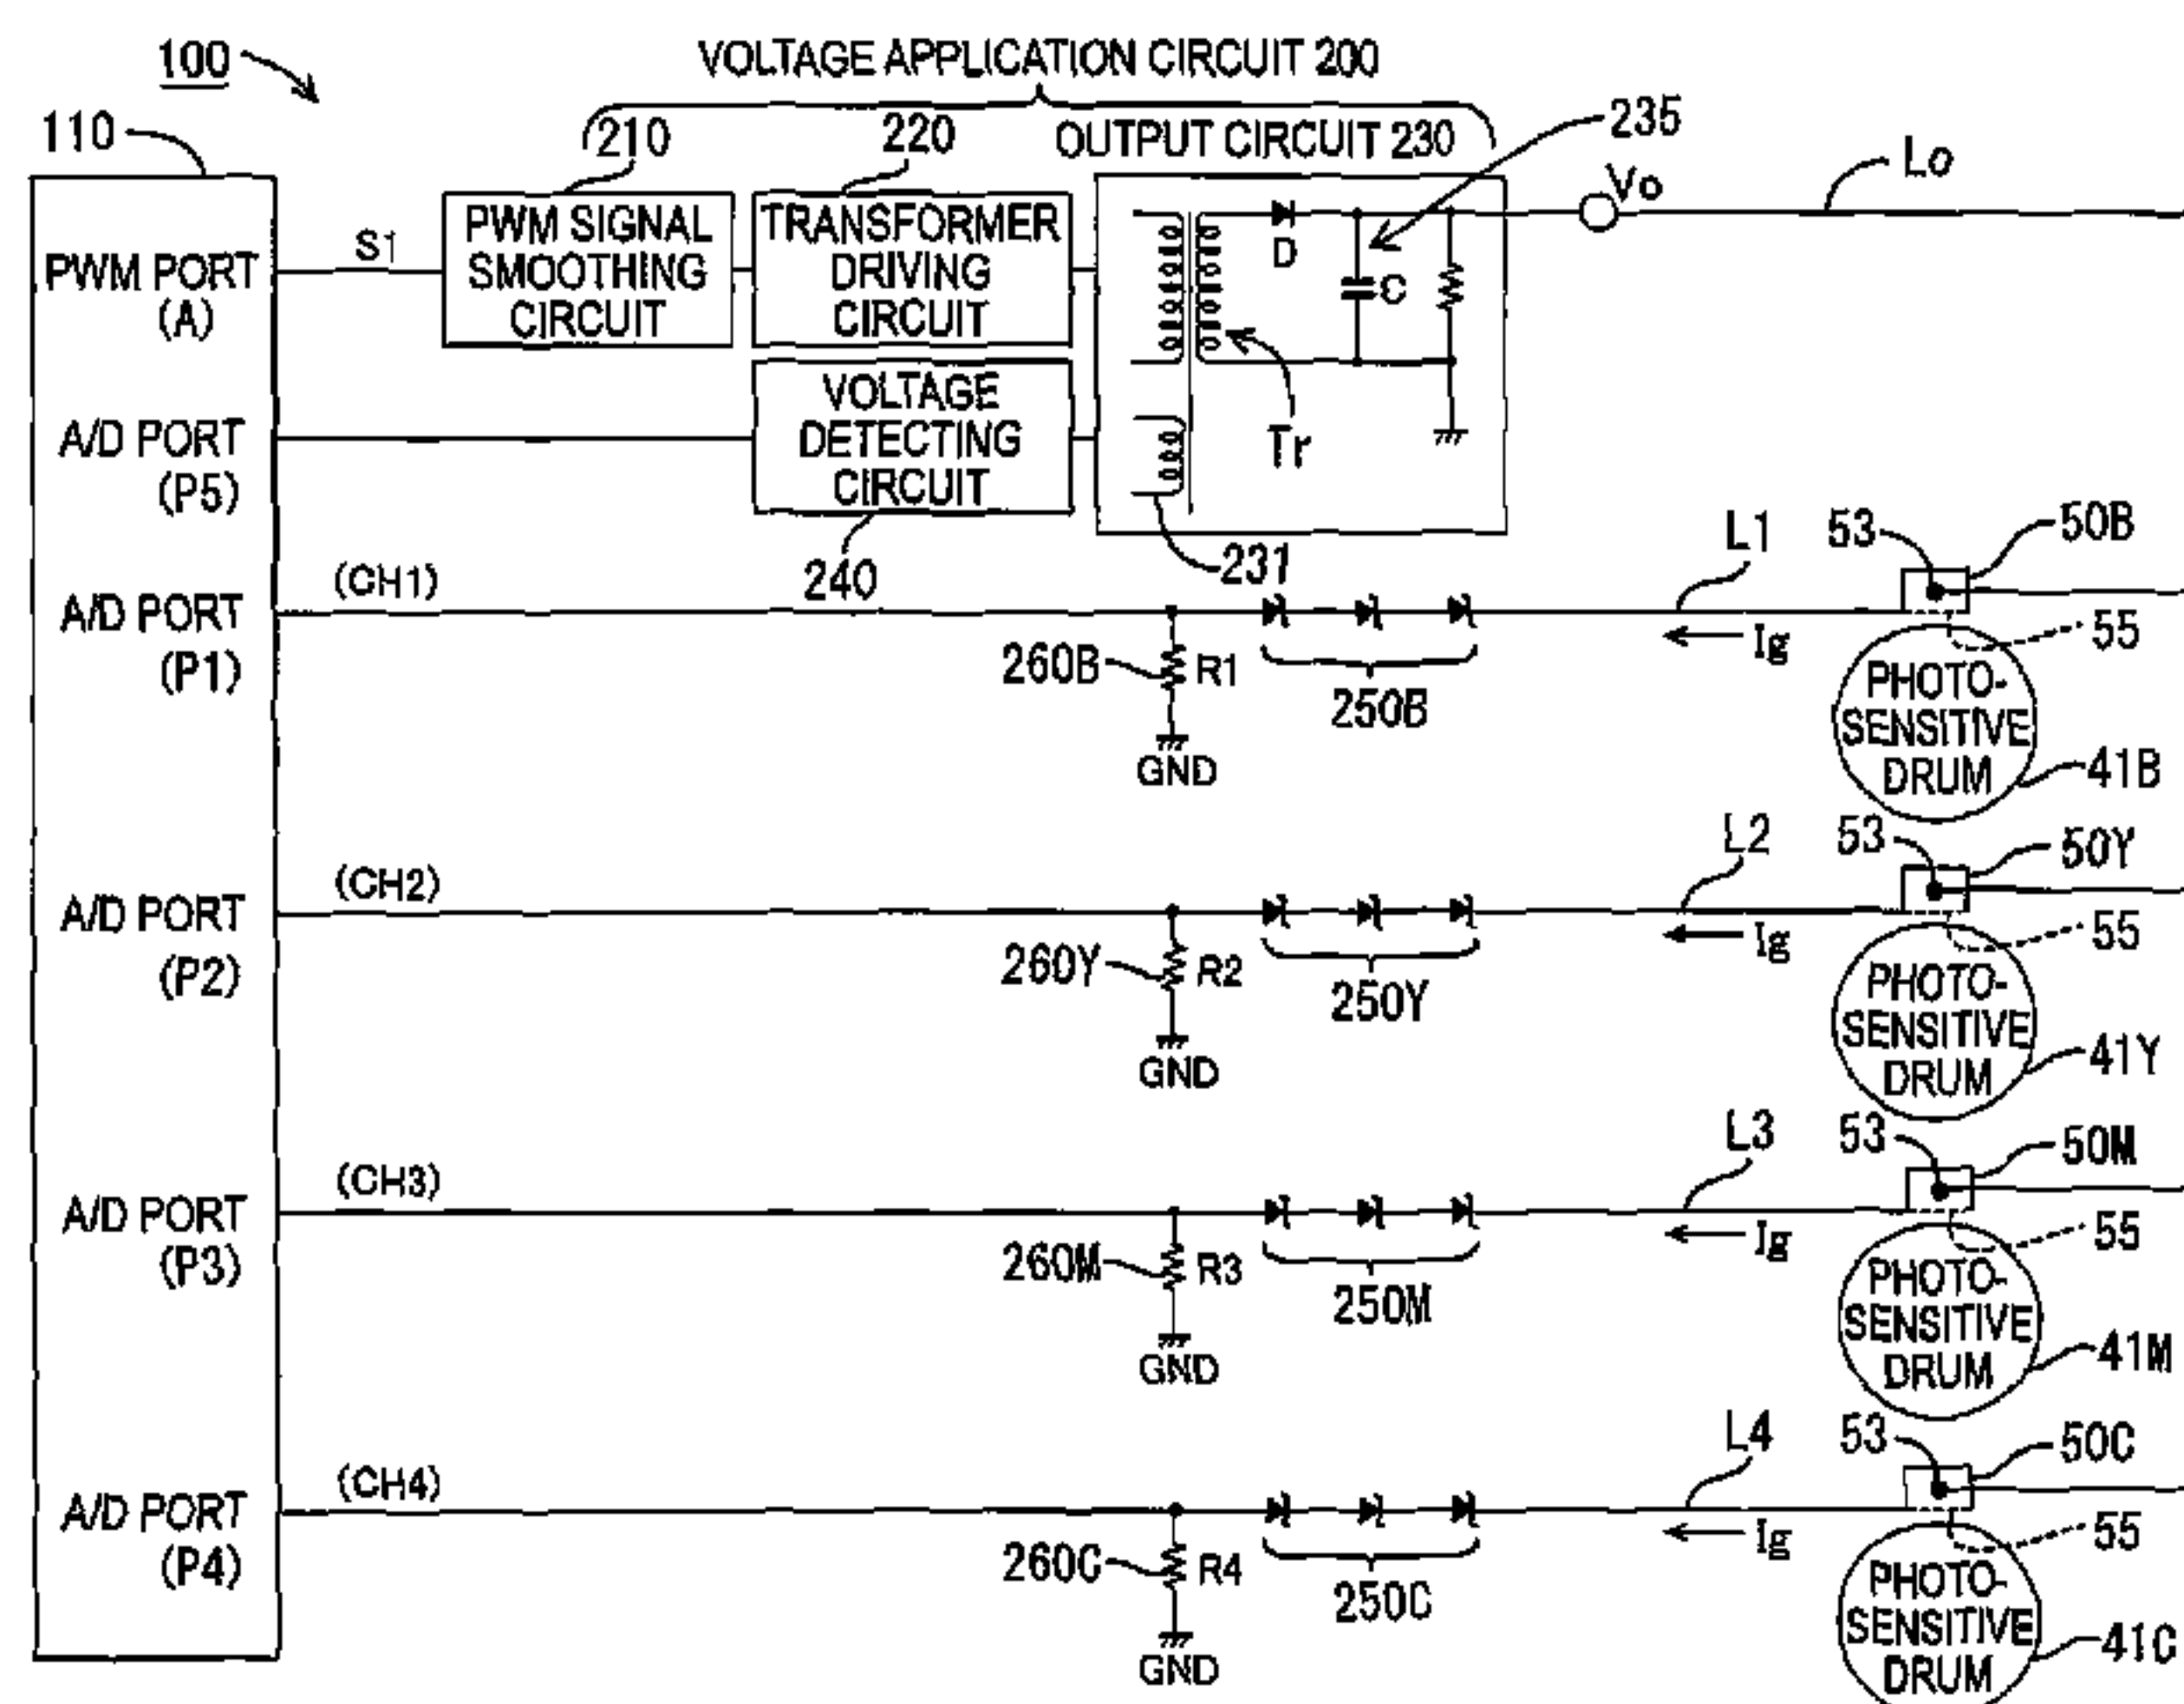 100
VOLTAGE APPLICATION CIRCUIT 200
110
210
220
OUTPUT CIRCUIT 230
235
Vo
Lo
PWM PORT
(A)
S1
PWM SIGNAL
SMOOTHING
CIRCUIT
TRANSFORMER
DRIVING
CIRCUIT
D
C
Tr
A/D PORT
(P5)
VOLTAGE
DETECTING
CIRCUIT
240
231
A/D PORT
(P1)
(CH1)
260B
R1
GND
250B
L1
Ig
53
50B
55
PHOTO-
SENSITIVE
DRUM
41B
A/D PORT
(P2)
(CH2)
260Y
R2
GND
250Y
L2
Ig
53
50Y
55
PHOTO-
SENSITIVE
DRUM
41Y
A/D PORT
(P3)
(CH3)
260M
R3
GND
250M
L3
Ig
53
50M
55
PHOTO-
SENSITIVE
DRUM
41M
A/D PORT
(P4)
(CH4)
260C
R4
GND
250C
L4
Ig
53
50C
55
PHOTO-
SENSITIVE
DRUM
41C